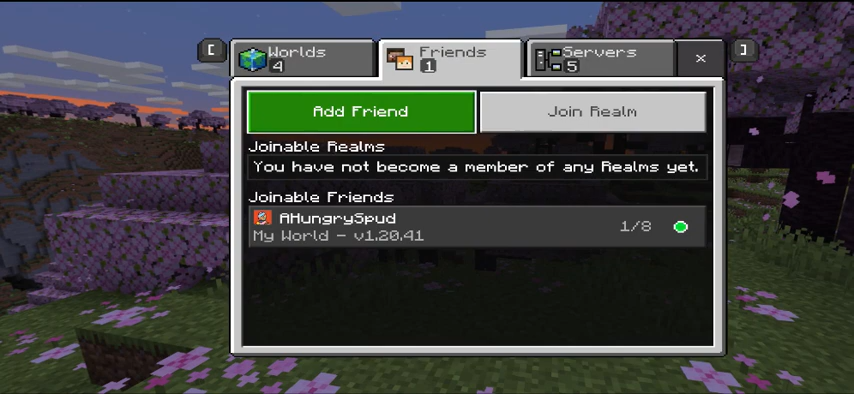 Worlds
4
Friends
1
Servers
5
Add Friend
Join Realm
Joinable Realms
You have not become a member of any Realms yet.
Joinable Friends
AHungrySpud
My World - v1.20.41
1/8